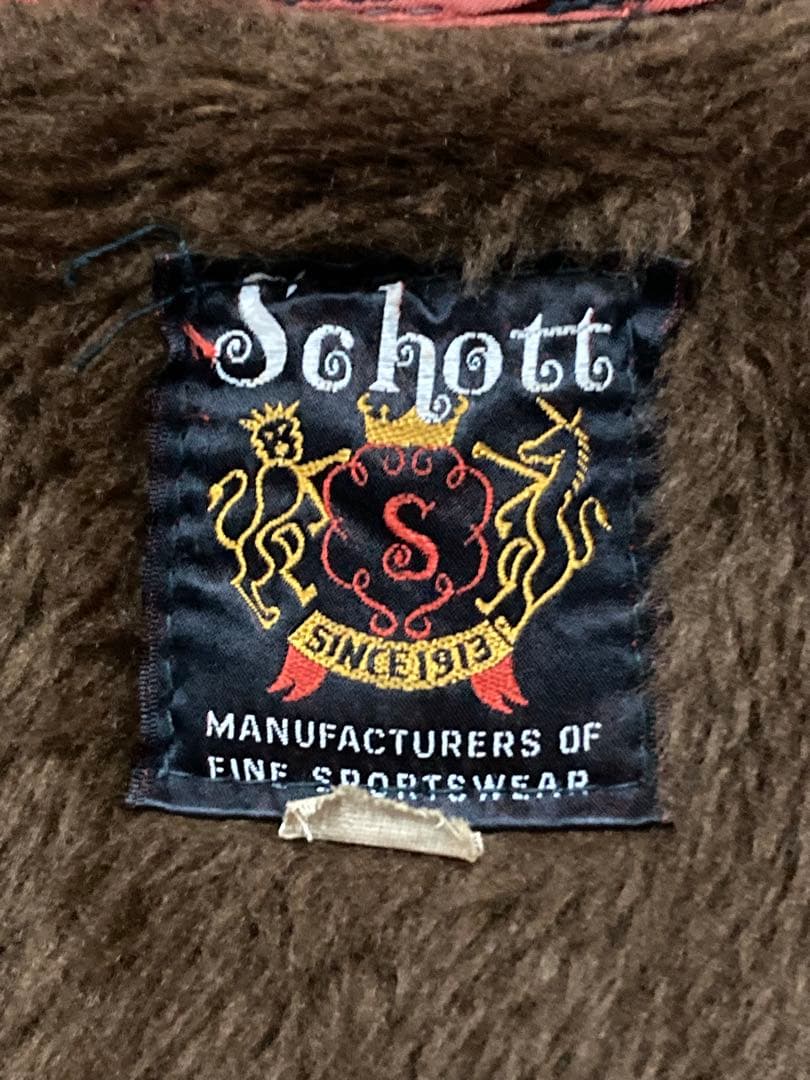 Schott
S
SINCE 1913
MANUFACTURERS OF
FINE SPORTSWEAR